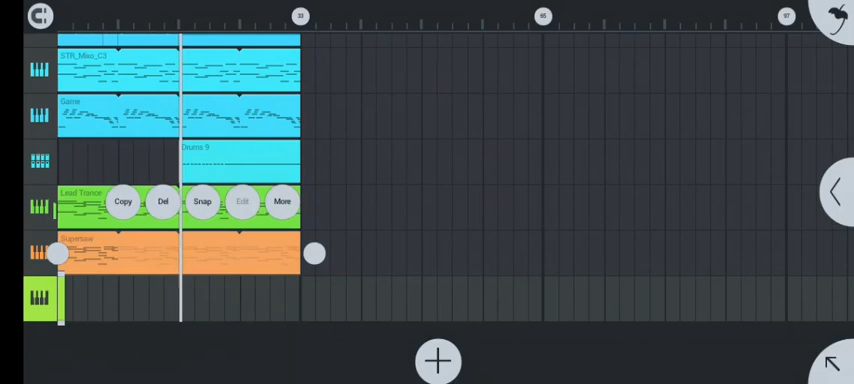 33 65 97
STR_Mixo_C3
Game
Drums 9
Lead Trance
Copy Del Snap Edit More
Supersaw